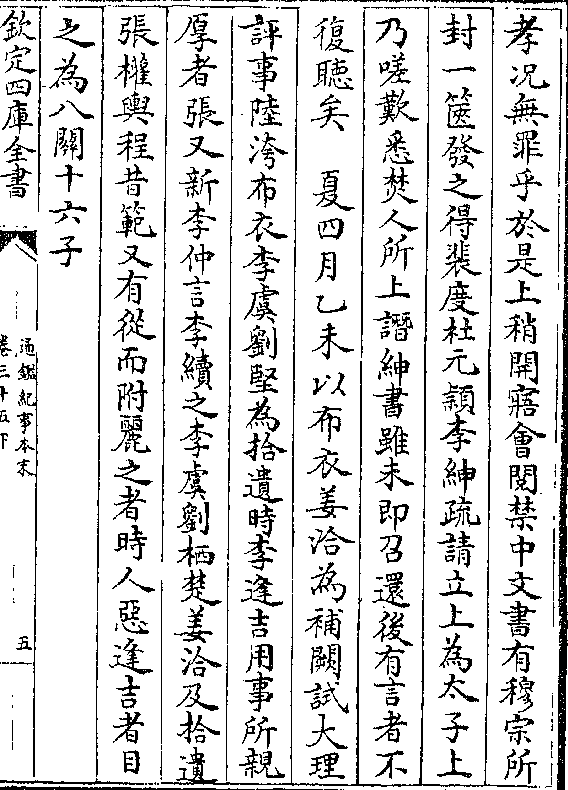 孝况無罪乎於是上稍開寤會閲禁中文書有穆宗所
封一篋發之得裴度杜元穎李紳疏請立上為太子上
乃嗟歎悉焚人所上譖紳書雖未即召還後有言者不
復聽矣　夏四月乙未以布衣姜洽為補闕試大理
評事陸洿布衣李虞劉堅為拾遺時李逢吉用事所親
厚者張又新李仲言李續之李虞劉栖楚姜洽及拾遺
張權輿程昔範又有從而附麗之者時人惡逢吉者目
之為八關十六子
欽定四庫全書
通鑑紀事本末
卷三十五下
五